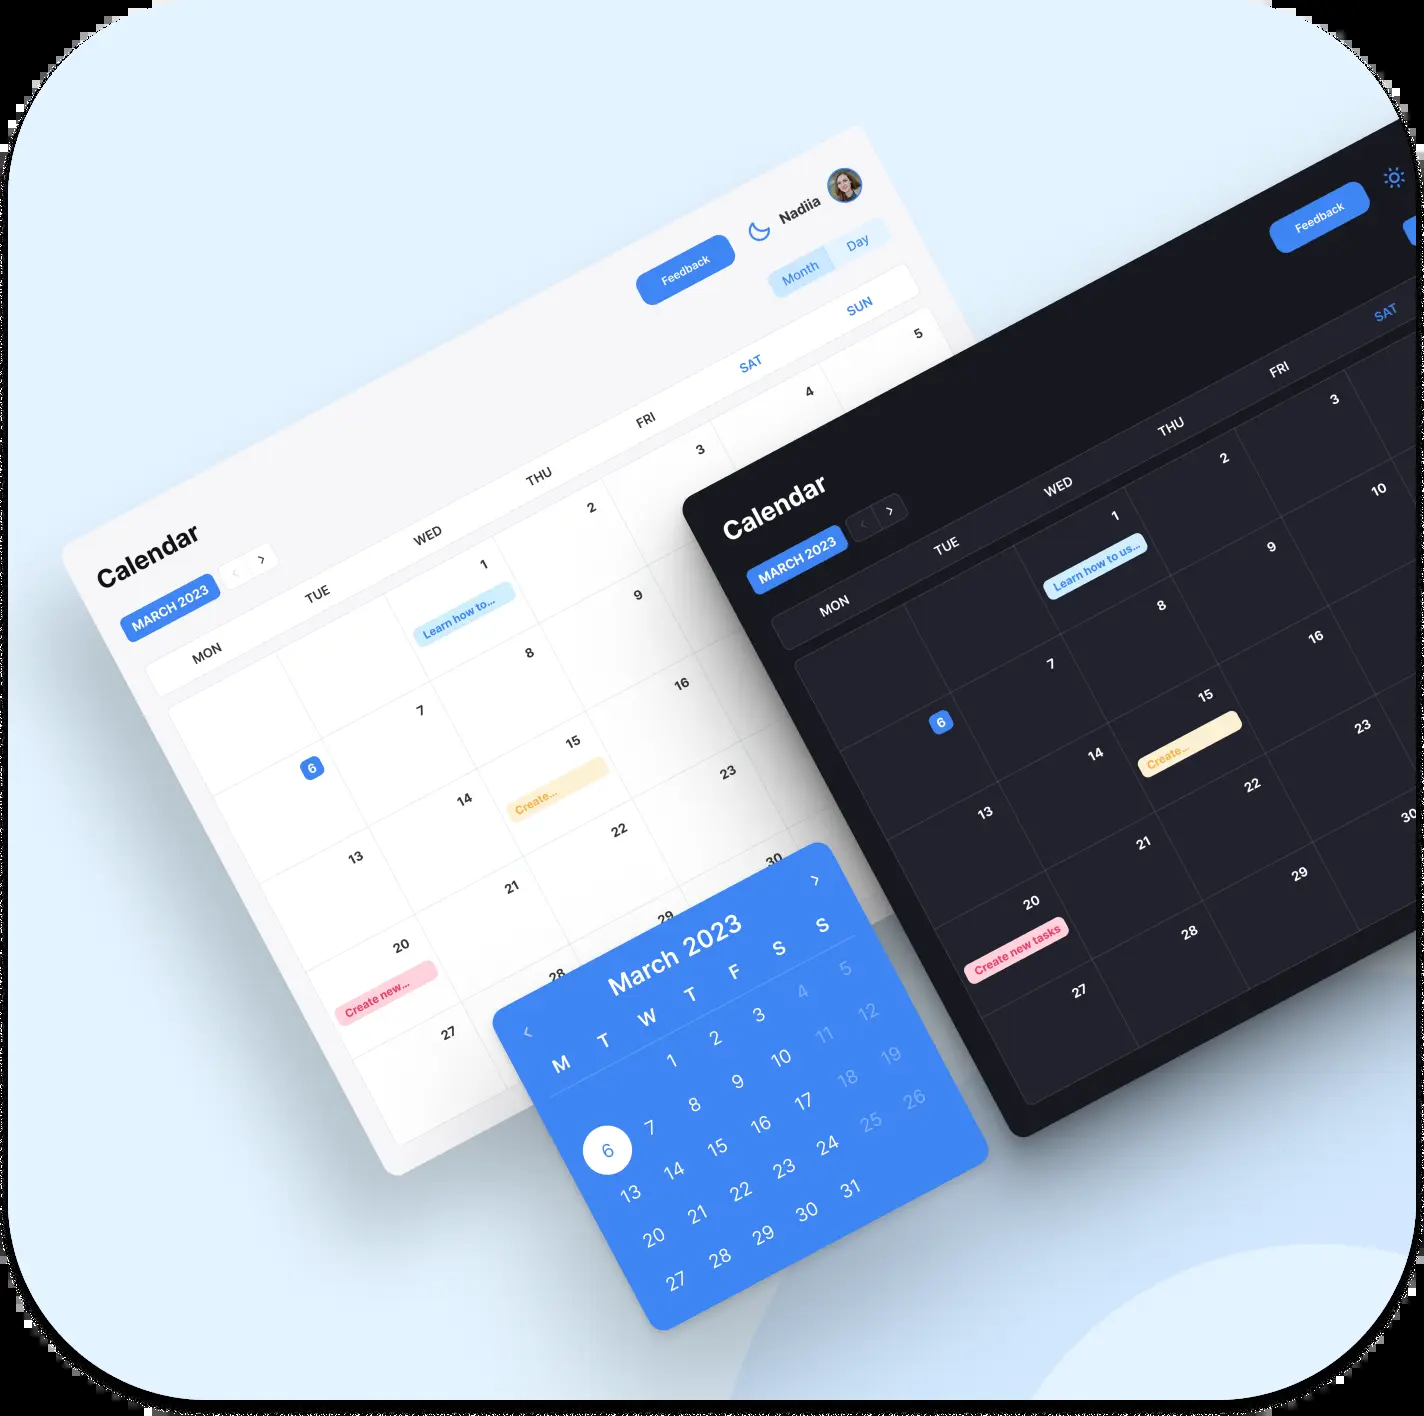 Feedback
Nadiia
Month Day
Calendar
MARCH 2023
MON TUE WED THU FRI SAT SUN
1 2 3 4 5
Learn how to...
6 7 8 9
13 14 15 16
Create...
20 21 22 23
Create new...
27 28 29 30
Feedback
Calendar
MARCH 2023
MON TUE WED THU FRI SAT
1 2 3
Learn how to us...
6 7 8 9 10
13 14 15 16
Create...
20 21 22 23
Create new tasks
27 28 29 30
March 2023
M T W T F S S
1 2 3 4 5
6 7 8 9 10 11 12
13 14 15 16 17 18 19
20 21 22 23 24 25 26
27 28 29 30 31